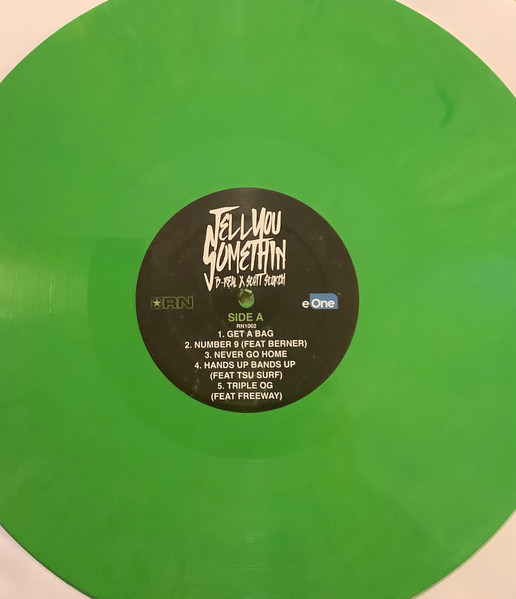 TELL YOU
SOMETHIN
B-REAL X SCOTT STORCH
RN
eOne™
SIDE A
RN1002
1. GET A BAG
2. NUMBER 9 (FEAT BERNER)
3. NEVER GO HOME
4. HANDS UP BANDS UP
(FEAT TSU SURF)
5. TRIPLE OG
(FEAT FREEWAY)